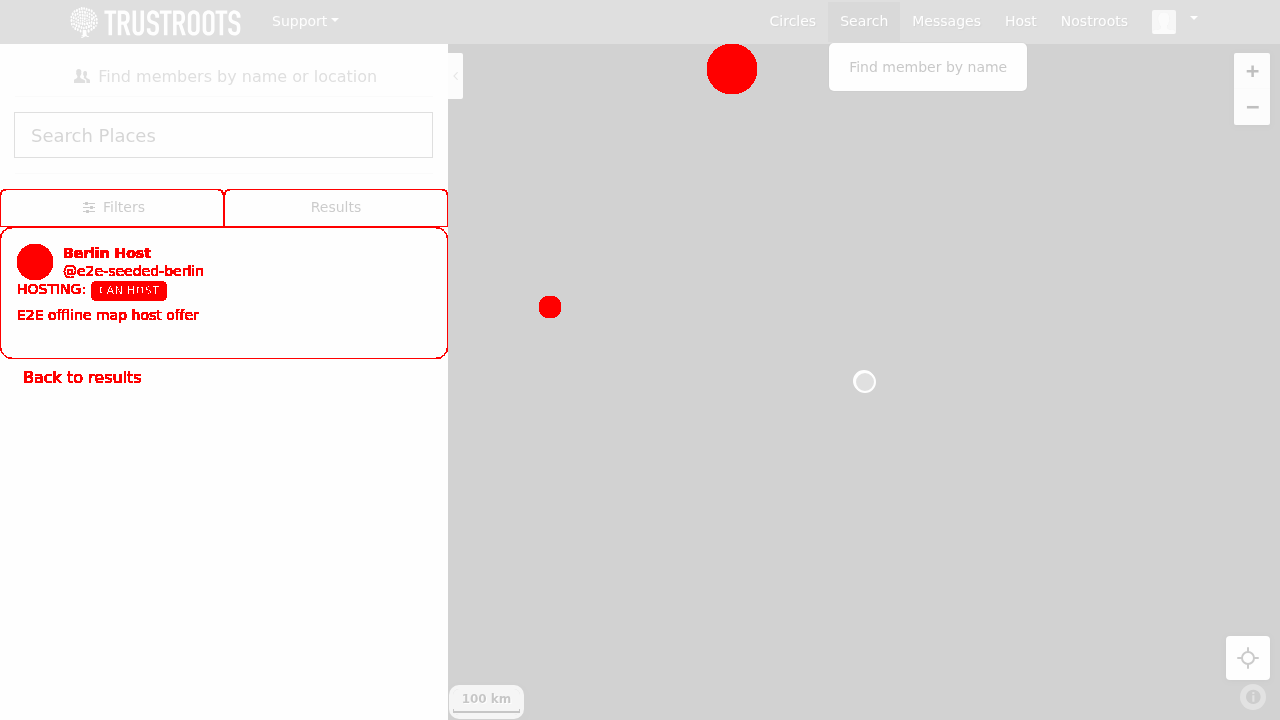 TRUSTROOTS
Support
Circles
Search
Messages
Host
Nostroots
Find members by name or location
Find member by name
Search Places
Filters
Results
Berlin Host
@e2e-seeded-berlin
HOSTING: CAN HOST
E2E offline map host offer
Back to results
100 km